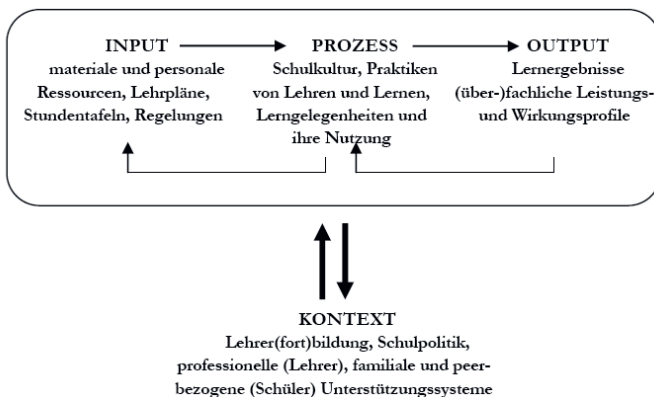 INPUT
materiale und personale
Ressourcen, Lehrpläne,
Stundentafeln, Regelungen
PROZESS
Schulkultur, Praktiken
von Lehren und Lernen,
Lerngelegenheiten und
ihre Nutzung
OUTPUT
Lernergebnisse
(über-)fachliche Leistungs-
und Wirkungsprofile
KONTEXT
Lehrer(fort)bildung, Schulpolitik,
professionelle (Lehrer), familiale und peer-
bezogene (Schüler) Unterstützungssysteme